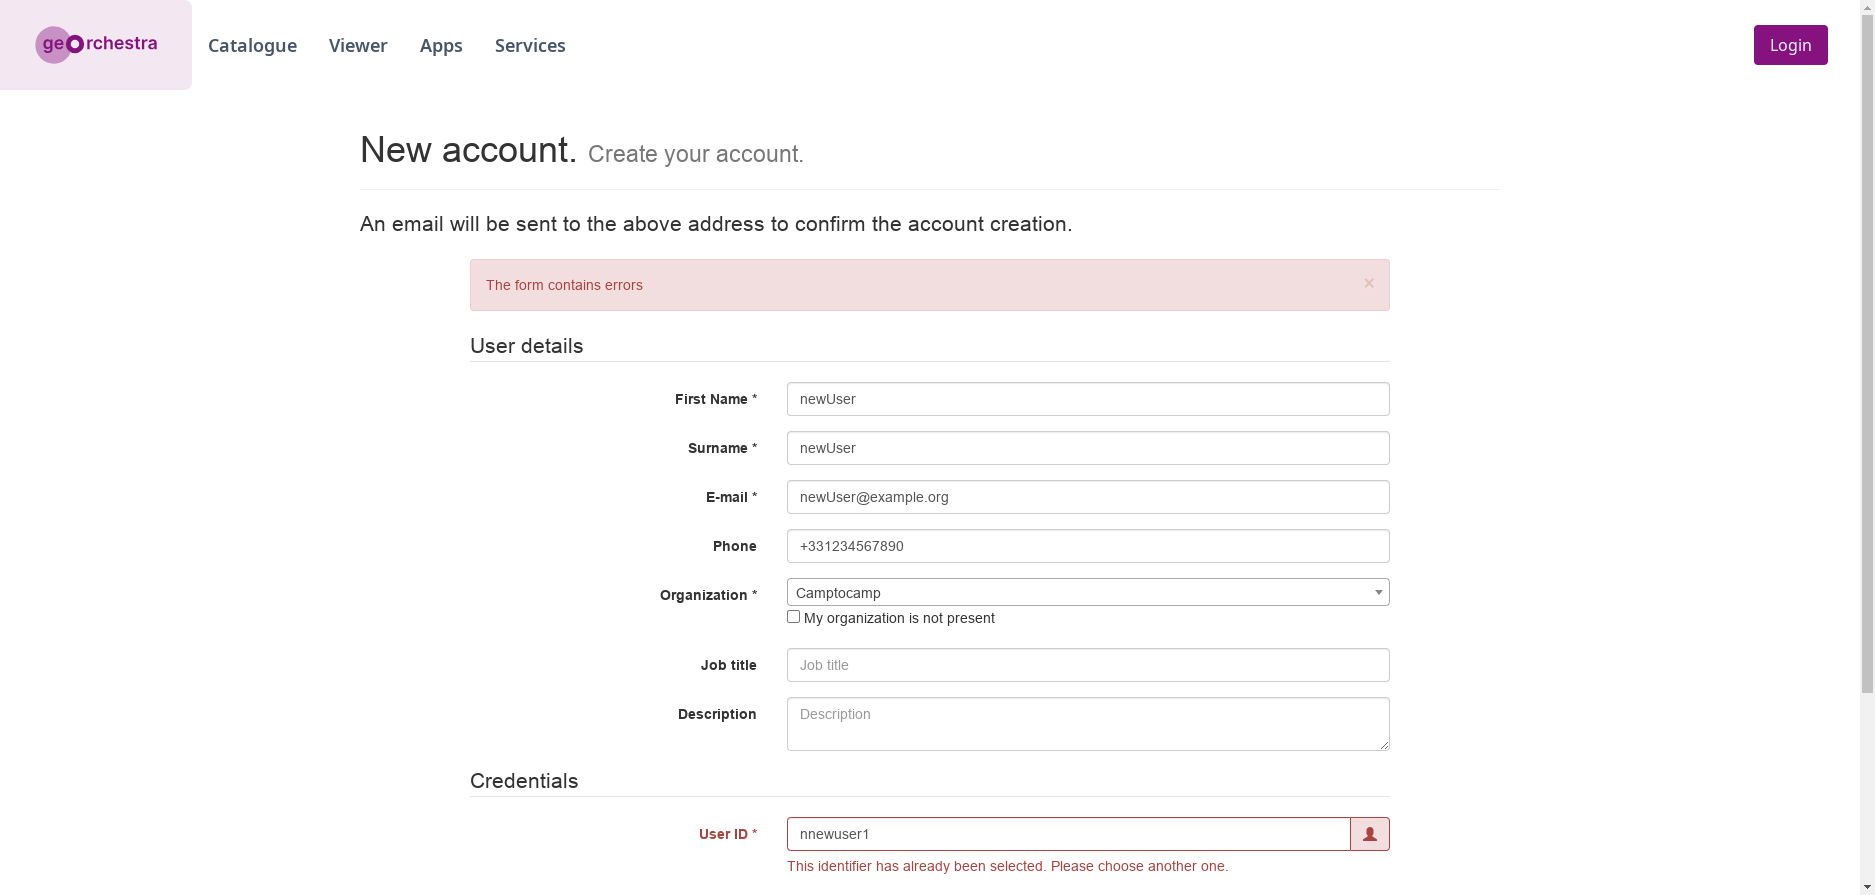 geOrchestra
Catalogue Viewer Apps Services Login
New account. Create your account.
An email will be sent to the above address to confirm the account creation.
The form contains errors ×
User details
First Name * newUser
Surname * newUser
E-mail * newUser@example.org
Phone +331234567890
Organization * Camptocamp
My organization is not present
Job title Job title
Description Description
Credentials
User ID * nnewuser1
This identifier has already been selected. Please choose another one.